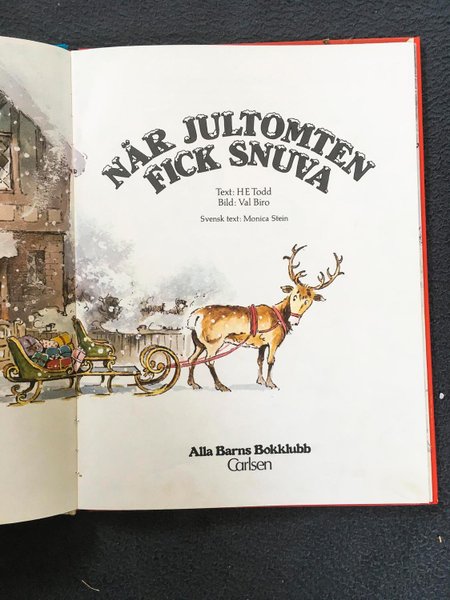 NÄR JULTOMTEN
FICK SNUVA
Text: H E Todd
Bild: Val Biro
Svensk text: Monica Stein
Alla Barns Bokklubb
Carlsen